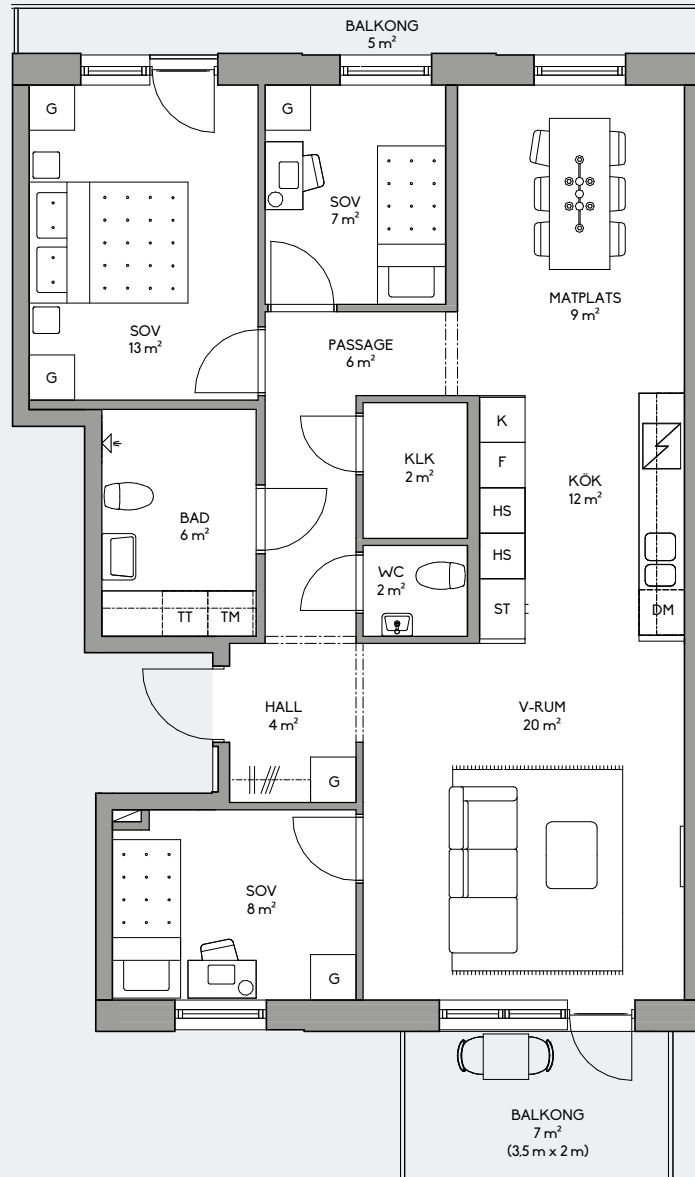 BALKONG
5 m²
G
G
SOV
7 m²
MATPLATS
9 m²
SOV
13 m²
PASSAGE
6 m²
G
K
F
HS
HS
ST
KLK
2 m²
KÖK
12 m²
BAD
6 m²
WC
2 m²
TT
TM
DM
HALL
4 m²
V-RUM
20 m²
G
SOV
8 m²
G
BALKONG
7 m²
(3,5 m x 2 m)